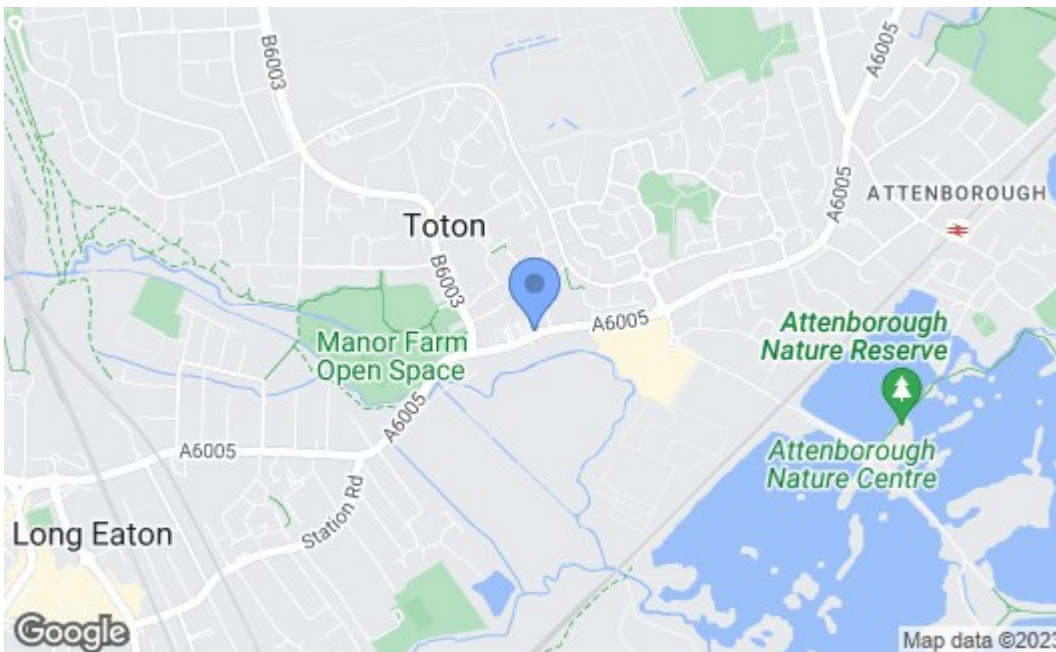 B6003
A6005
ATTENBOROUGH
A6005
Toton
B6003
A6005
Manor Farm
Open Space
Attenborough
Nature Reserve
A6005
A6005
Attenborough
Nature Centre
Station Rd
Long Eaton
Google
Map data ©2023